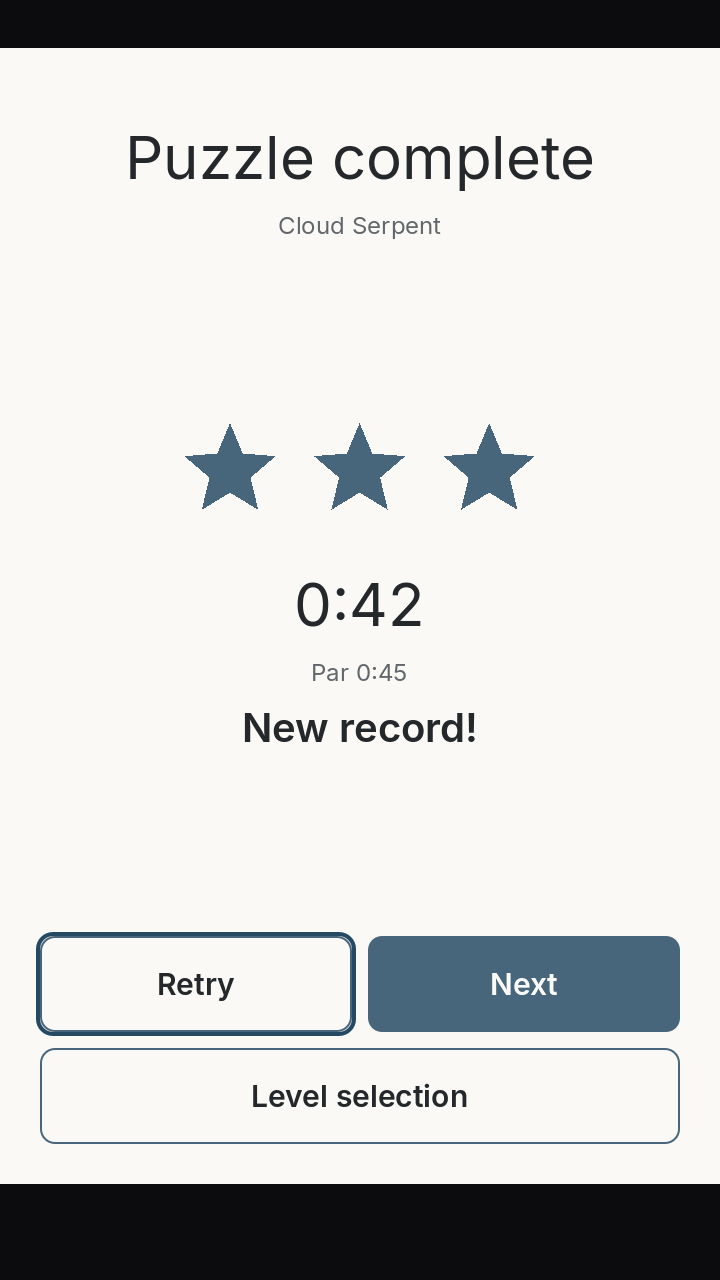 Puzzle complete
Cloud Serpent
0:42
Par 0:45
New record!
Retry
Next
Level selection